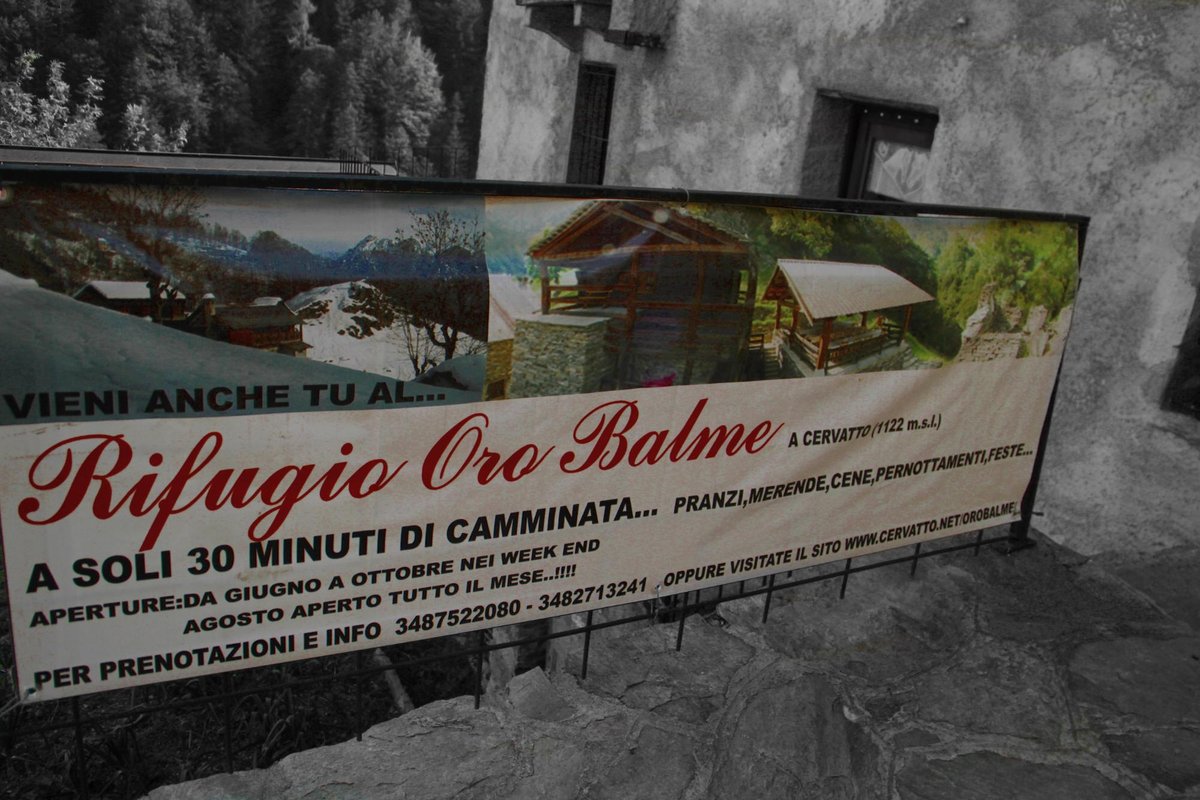 VIENI ANCHE TU AL...
Rifugio Oro Balme A CERVATTO (1122 m.s.l.)
A SOLI 30 MINUTI DI CAMMINATA... PRANZI,MERENDE,CENE,PERNOTTAMENTI,FESTE...
APERTURE:DA GIUGNO A OTTOBRE NEI WEEK END
AGOSTO APERTO TUTTO IL MESE..!!!!
PER PRENOTAZIONI E INFO 3487522080 - 3482713241 , OPPURE VISITATE IL SITO WWW.CERVATTO.NET/OROBALME